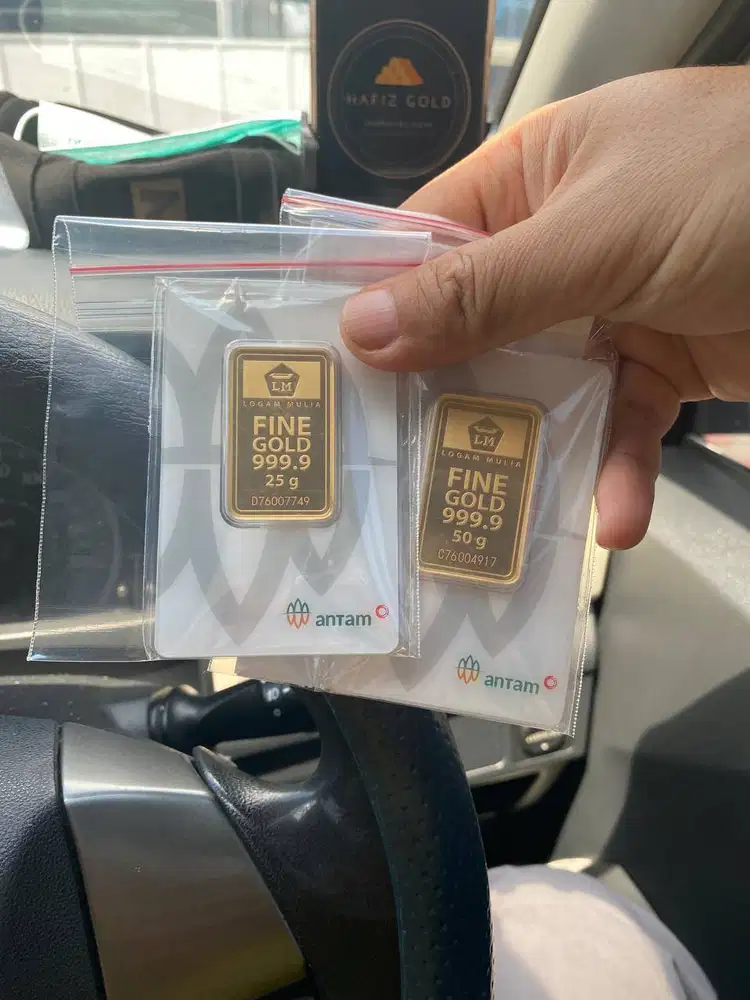 HAFIZ GOLD
LM
LOGAM MULIA
FINE
GOLD
999.9
25 g
D76007749
antam
LM
LOGAM MULIA
FINE
GOLD
999.9
50 g
C76004917
antam